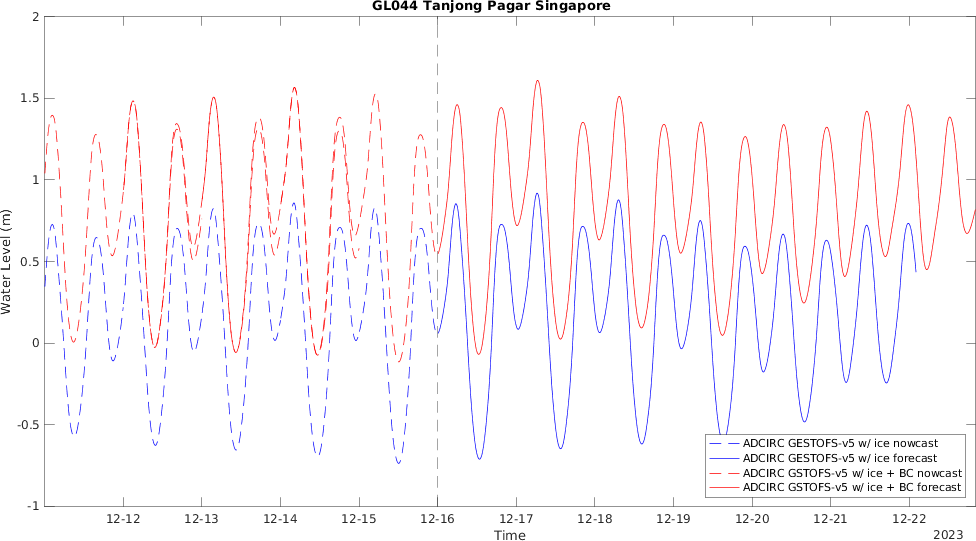 GL044 Tanjong Pagar Singapore
2
1.5
1
0.5
0
-0.5
-1
Water Level (m)
ADCIRC GESTOFS-v5 w/ ice nowcast
ADCIRC GESTOFS-v5 w/ ice forecast
ADCIRC GSTOFS-v5 w/ ice + BC nowcast
ADCIRC GSTOFS-v5 w/ ice + BC forecast
12-12 12-13 12-14 12-15 12-16 12-17 12-18 12-19 12-20 12-21 12-22
Time
2023